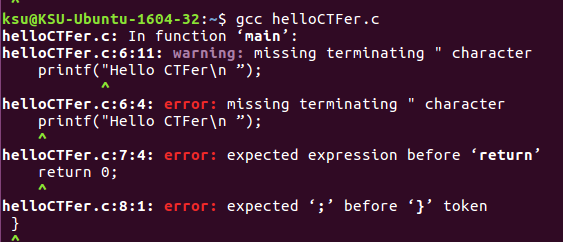 ^
ksu@KSU-Ubuntu-1604-32:~$ gcc helloCTFer.c
helloCTFer.c: In function ‘main’:
helloCTFer.c:6:11: warning: missing terminating " character
    printf("Hello CTFer\n ”);
           ^
helloCTFer.c:6:4: error: missing terminating " character
    printf("Hello CTFer\n ”);
    ^
helloCTFer.c:7:4: error: expected expression before ‘return’
    return 0;
    ^
helloCTFer.c:8:1: error: expected ‘;’ before ‘}’ token
 }
 ^